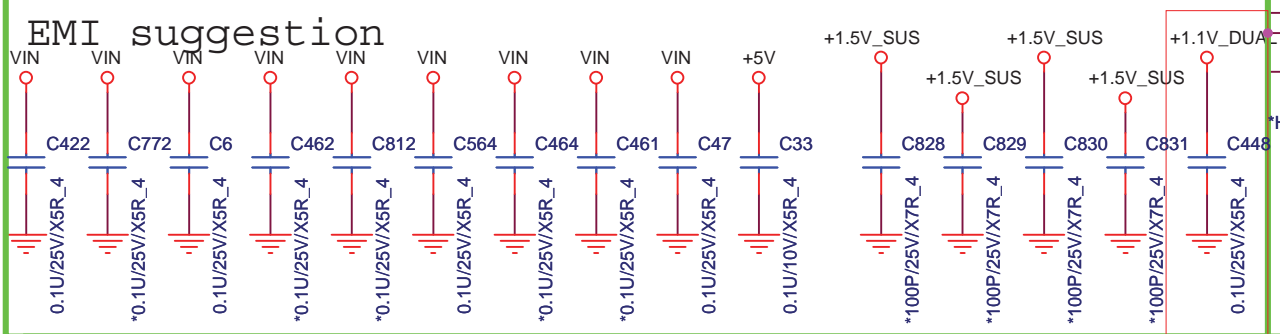 EMI suggestion
VIN VIN VIN VIN VIN VIN VIN VIN VIN +5V +1.5V_SUS +1.5V_SUS +1.5V_SUS +1.5V_SUS +1.1V_DUAL
C422 C772 C6 C462 C812 C564 C464 C461 C47 C33 C828 C829 C830 C831 C448
0.1U/25V/X5R_4
*0.1U/25V/X5R_4
0.1U/25V/X5R_4
*0.1U/25V/X5R_4
*0.1U/25V/X5R_4
0.1U/25V/X5R_4
*0.1U/25V/X5R_4
*0.1U/25V/X5R_4
0.1U/25V/X5R_4
0.1U/10V/X5R_4
*100P/25V/X7R_4
*100P/25V/X7R_4
*100P/25V/X7R_4
*100P/25V/X7R_4
0.1U/25V/X5R_4